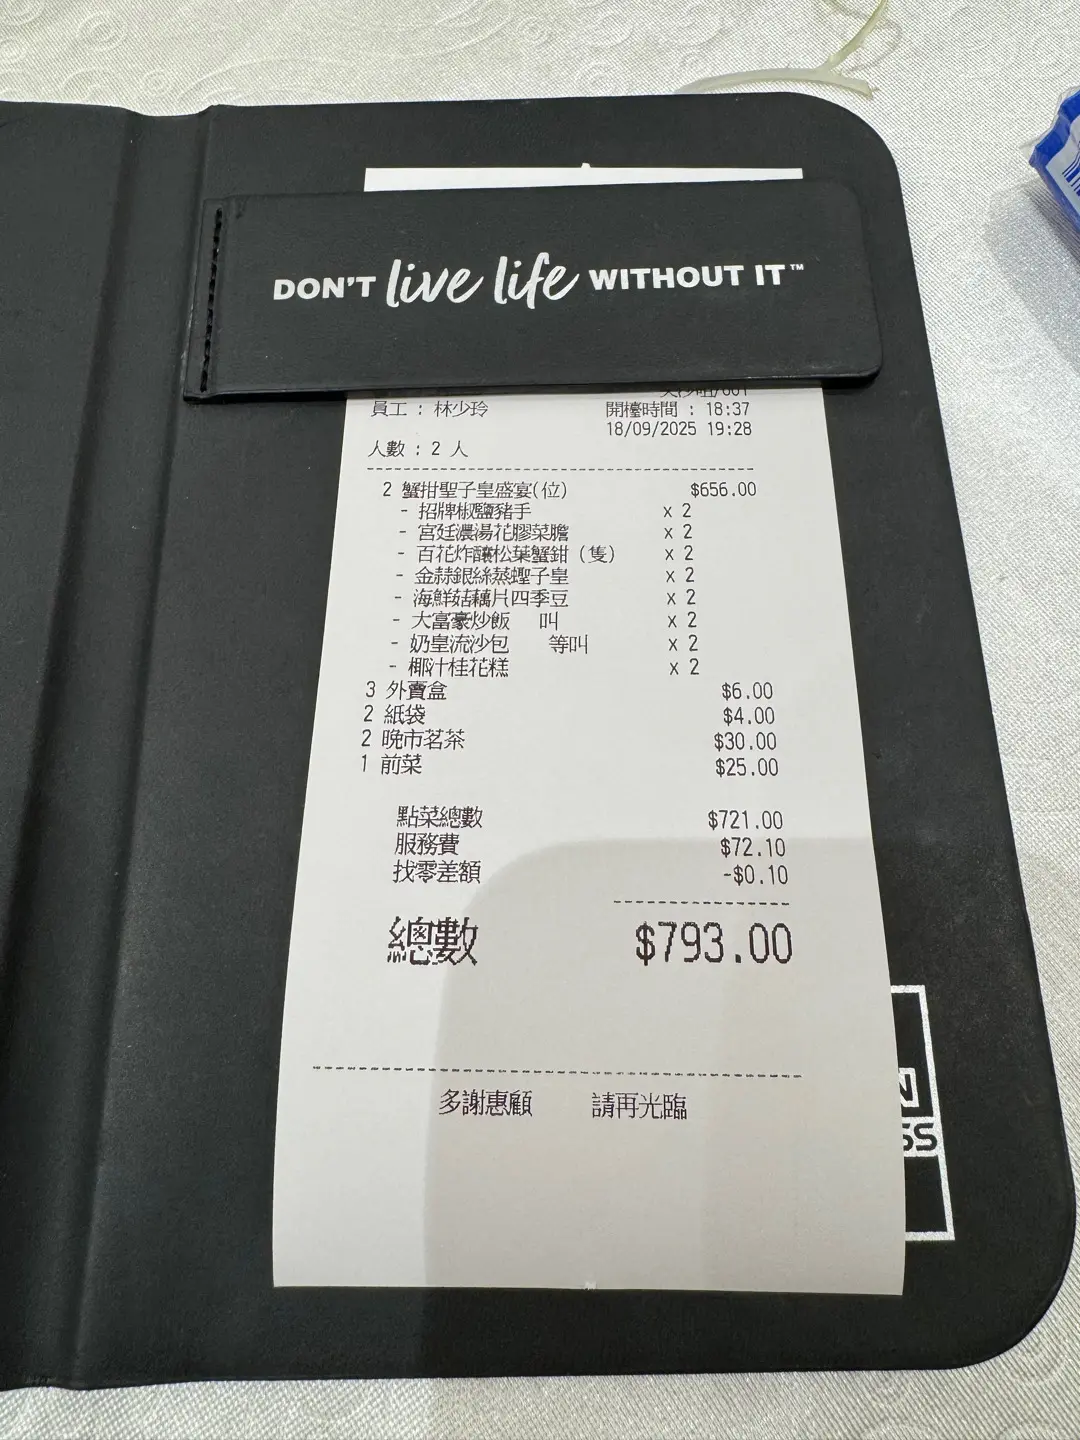 DON'T live life WITHOUT IT™
員工 : 林少玲 開檯時間 : 18:37
18/09/2025 19:28
人數 : 2 人
2 蟹拑聖子皇盛宴(位) $656.00
- 招牌椒鹽豬手 x 2
- 宮廷濃湯花膠菜膽 x 2
- 百花炸釀松葉蟹鉗 (隻) x 2
- 金蒜銀絲蒸蟶子皇 x 2
- 海鮮菇藕片四季豆 x 2
- 大富豪炒飯 叫 x 2
- 奶皇流沙包 等叫 x 2
- 椰汁桂花糕 x 2
3 外賣盒 $6.00
2 紙袋 $4.00
2 晚市茗茶 $30.00
1 前菜 $25.00
點菜總數 $721.00
服務費 $72.10
找零差額 -$0.10
總數 $793.00
多謝惠顧 請再光臨